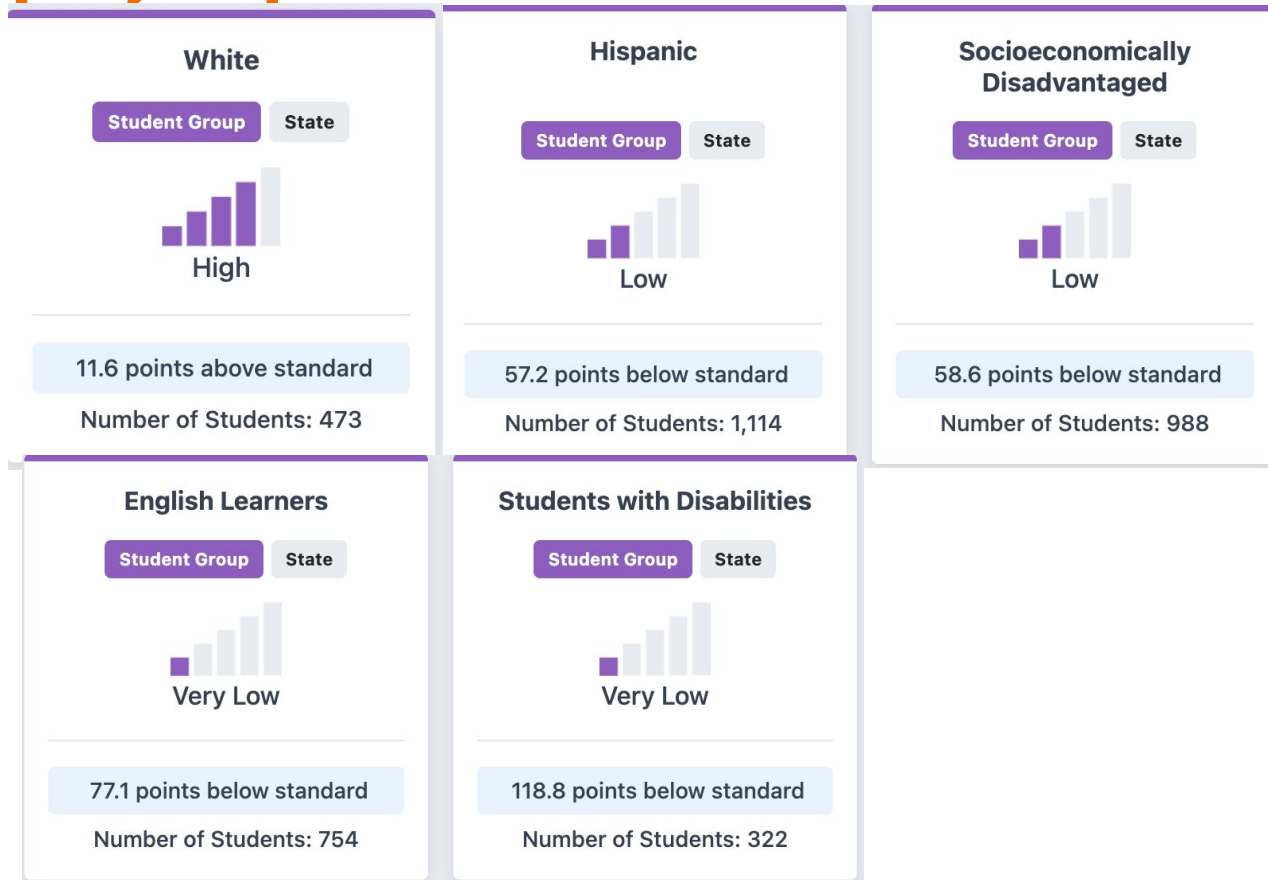 White
Student Group State
High
11.6 points above standard
Number of Students: 473
Hispanic
Student Group State
Low
57.2 points below standard
Number of Students: 1,114
Socioeconomically
Disadvantaged
Student Group State
Low
58.6 points below standard
Number of Students: 988
English Learners
Student Group State
Very Low
77.1 points below standard
Number of Students: 754
Students with Disabilities
Student Group State
Very Low
118.8 points below standard
Number of Students: 322